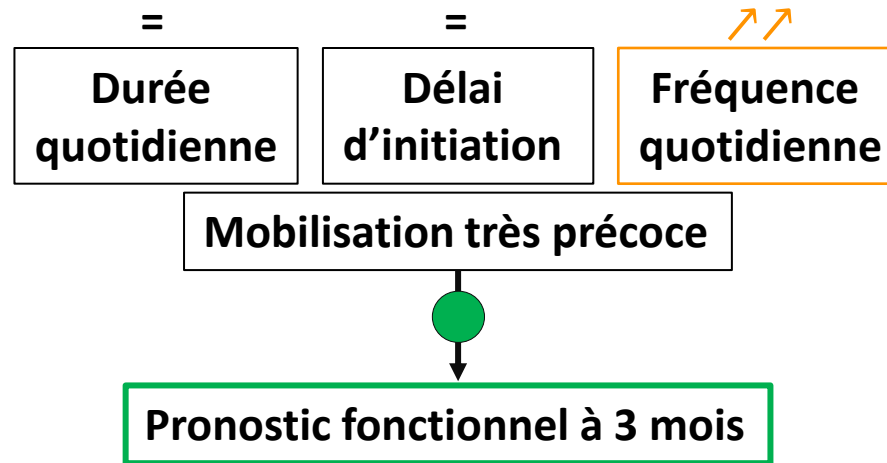 = = ↗↗
Durée
quotidienne
Délai
d’initiation
Fréquence
quotidienne
Mobilisation très précoce
Pronostic fonctionnel à 3 mois